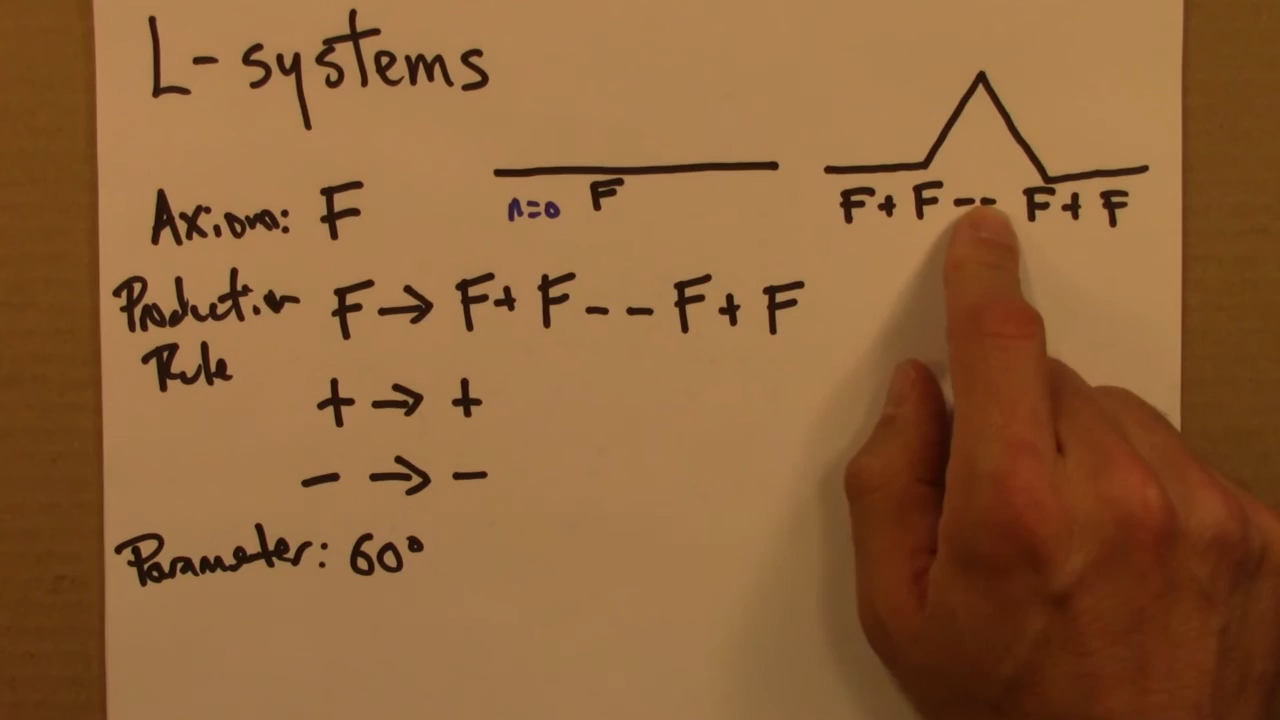 L-systems
Axiom: F
n=0 F
F+F-- F+F
Production Rule
F→F+F--F+F
+→+
-→-
Parameter: 60°